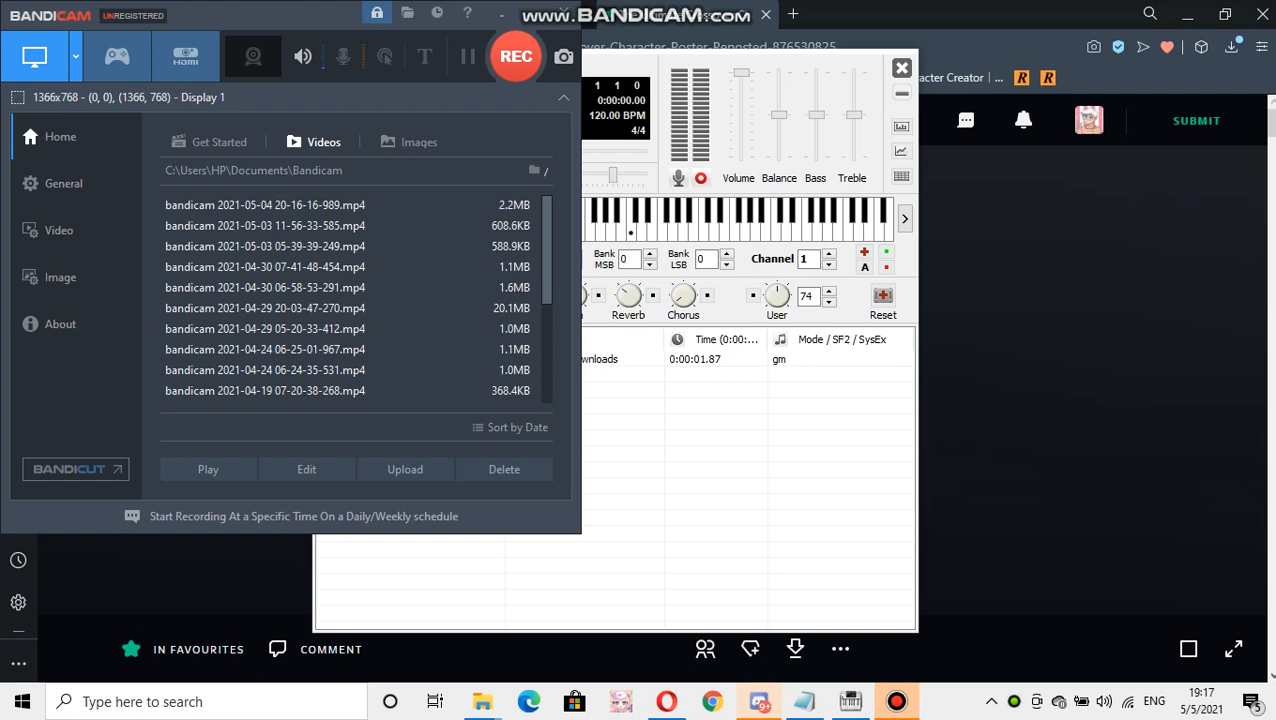 BANDICAM UNREGISTERED
www.BANDICAM.com
HDMI
REC
(0, 0), (1366, 768) - Display 1
Home
General
Video
Image
About
BANDICUT
Get Started
Videos
Images
C:\Users\HP\Documents\Bandicam
bandicam 2021-05-04 20-16-16-989.mp4 2.2MB
bandicam 2021-05-03 11-56-33-585.mp4 608.6KB
bandicam 2021-05-03 05-39-39-249.mp4 588.9KB
bandicam 2021-04-30 07-41-48-454.mp4 1.1MB
bandicam 2021-04-30 06-58-53-291.mp4 1.6MB
bandicam 2021-04-29 20-03-47-270.mp4 20.1MB
bandicam 2021-04-29 05-20-33-412.mp4 1.0MB
bandicam 2021-04-24 06-25-01-967.mp4 1.1MB
bandicam 2021-04-24 06-24-35-531.mp4 1.0MB
bandicam 2021-04-19 07-20-38-268.mp4 368.4KB
Sort by Date
Play Edit Upload Delete
Start Recording At a Specific Time On a Daily/Weekly schedule
over-Character-Roster-Reposted-876530825
1 1 0
0:00:00.00
120.00 BPM
4/4
Volume Balance Bass Treble
Bank MSB 0
Bank LSB 0
Channel 1
A
Reverb Chorus User 74 Reset
Time (0:00:... Mode / SF2 / SysEx
wnloads 0:00:01.87 gm
acter Creator | ...
SUBMIT
IN FAVOURITES
COMMENT
Type here to search
9+
ENG
19:17
5/5/2021
5